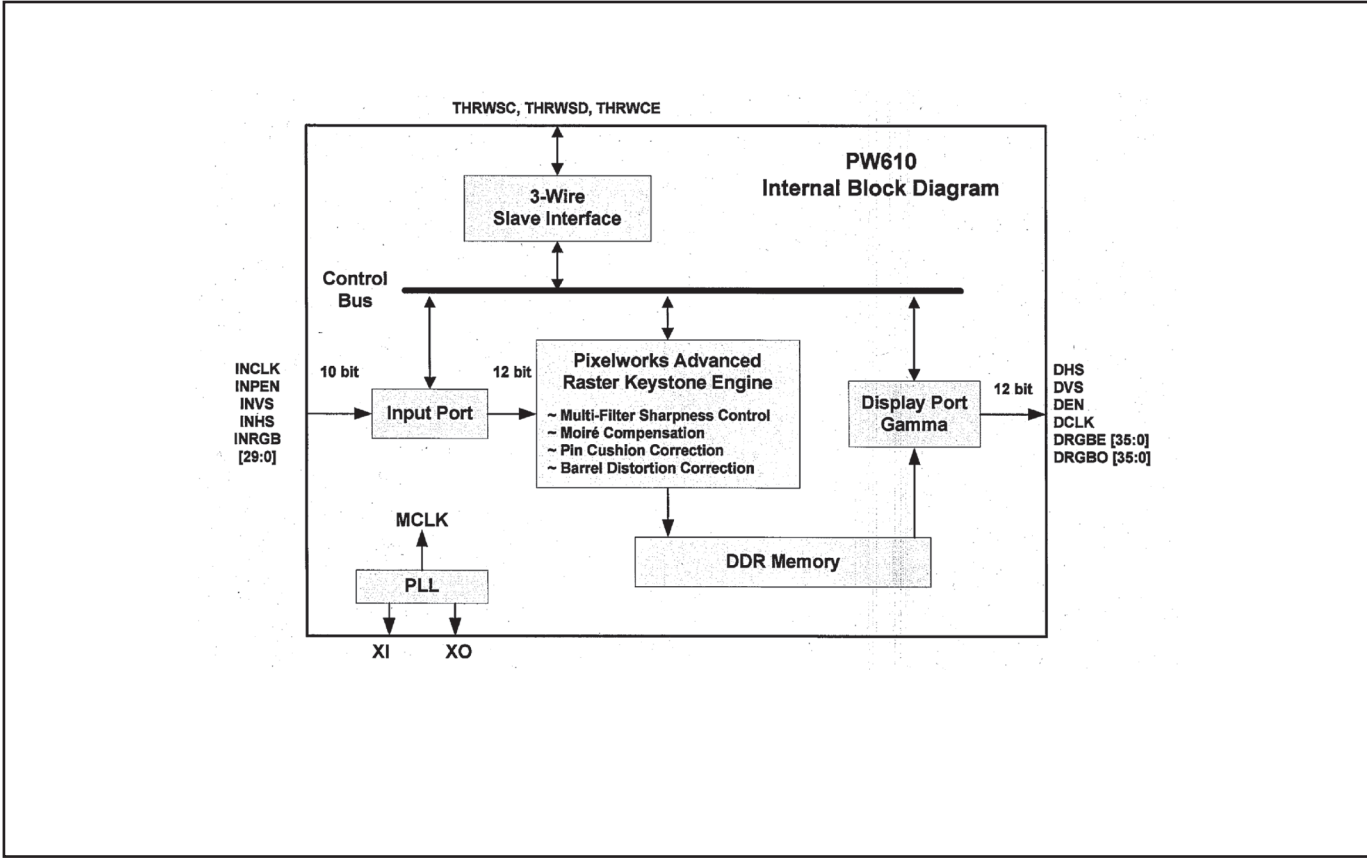 THRWSC, THRWSD, THRWCE
PW610
Internal Block Diagram
3-Wire
Slave Interface
Control
Bus
INCLK
INPEN
INVS
INHS
INRGB
[29:0]
10 bit
Input Port
12 bit
Pixelworks Advanced
Raster Keystone Engine
~ Multi-Filter Sharpness Control
~ Moiré Compensation
~ Pin Cushion Correction
~ Barrel Distortion Correction
Display Port
Gamma
12 bit
DHS
DVS
DEN
DCLK
DRGBE [35:0]
DRGBO [35:0]
MCLK
PLL
XI
XO
DDR Memory